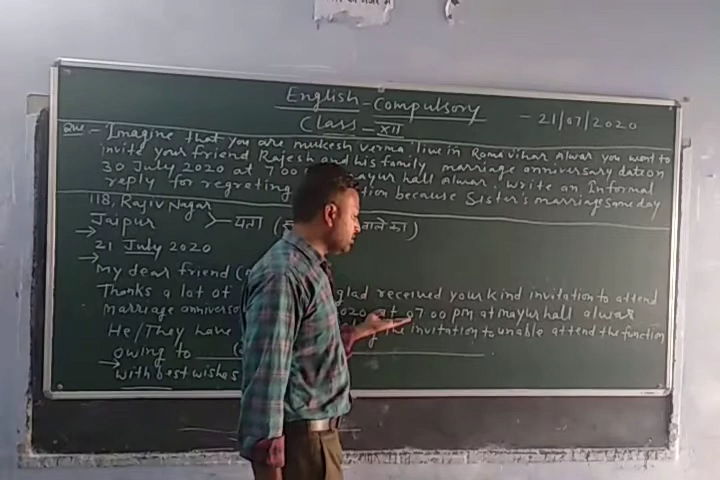 English - Compulsory
Class - XII
- 21/07/2020
Que - Imagine that you are mukesh verma live in Ramavihar Alwar you want to
invite your friend Rajesh and his family marriage anniversary date on
30 July 2020 at 7 00 mayur hall Alwar. write an Informal
reply for regreting because Sister's marriage same day
118, Rajiv Nagar
Jaipur
पता ( वाले का )
21 July 2020
My dear friend (
Thanks a lot of glad received your kind invitation to attend
marriage 2020 at 07 00 pm at mayur hall alwar
He/They have the invitation to unable attend the function
owing to
with best wishes